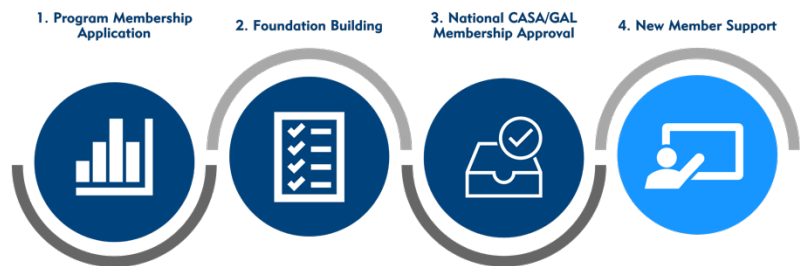 1. Program Membership
Application
2. Foundation Building
3. National CASA/GAL
Membership Approval
4. New Member Support